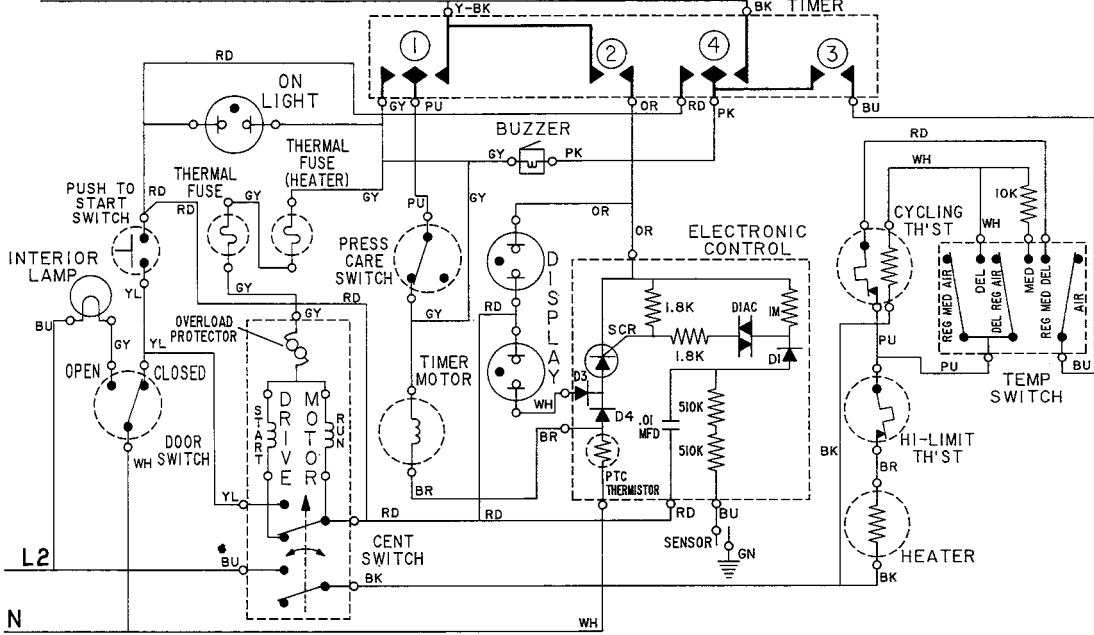 Y-BK
BK
TIMER
1
2
4
3
RD
GY
PU
OR
RD
PK
BU
ON
LIGHT
BUZZER
GY
PK
RD
WH
THERMAL
FUSE
(HEATER)
THERMAL
FUSE
GY
GY
GY
PUSH TO
START
SWITCH
RD
RD
PU
OR
OR
WH
10K
CYCLING
TH'ST
ELECTRONIC
CONTROL
PRESS
CARE
SWITCH
INTERIOR
LAMP
YL
GY
RD
DISPLAY
RD
REG MED AIR
DEL
DEL REG AIR
MED
REG MED DEL
AIR
BU
GY
YL
OVERLOAD
PROTECTOR
GY
GY
SCR
1.8K
DIAC
1M
1.8K
D1
PU
PU
BU
TEMP
SWITCH
OPEN
CLOSED
TIMER
MOTOR
D3
WH
D4
.01
MFD
510K
510K
START
DRIVE
MOTOR
RUN
BR
HI-LIMIT
TH'ST
BK
DOOR
SWITCH
WH
PTC
THERMISTOR
BR
BR
YL
RD
RD
RD
BU
SENSOR
GN
CENT
SWITCH
HEATER
L2
BU
BK
BK
N
WH